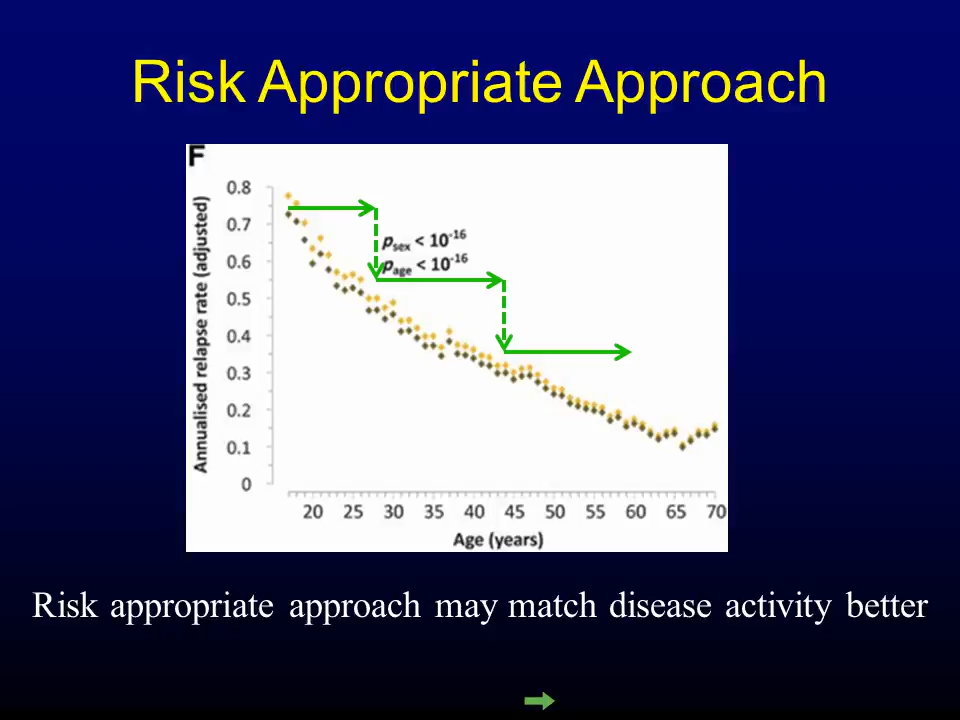 Risk Appropriate Approach
F
Annualised relapse rate (adjusted)
0.8
0.7
0.6
0.5
0.4
0.3
0.2
0.1
0
psex < 10-16
page < 10-16
20 25 30 35 40 45 50 55 60 65 70
Age (years)
Risk appropriate approach may match disease activity better